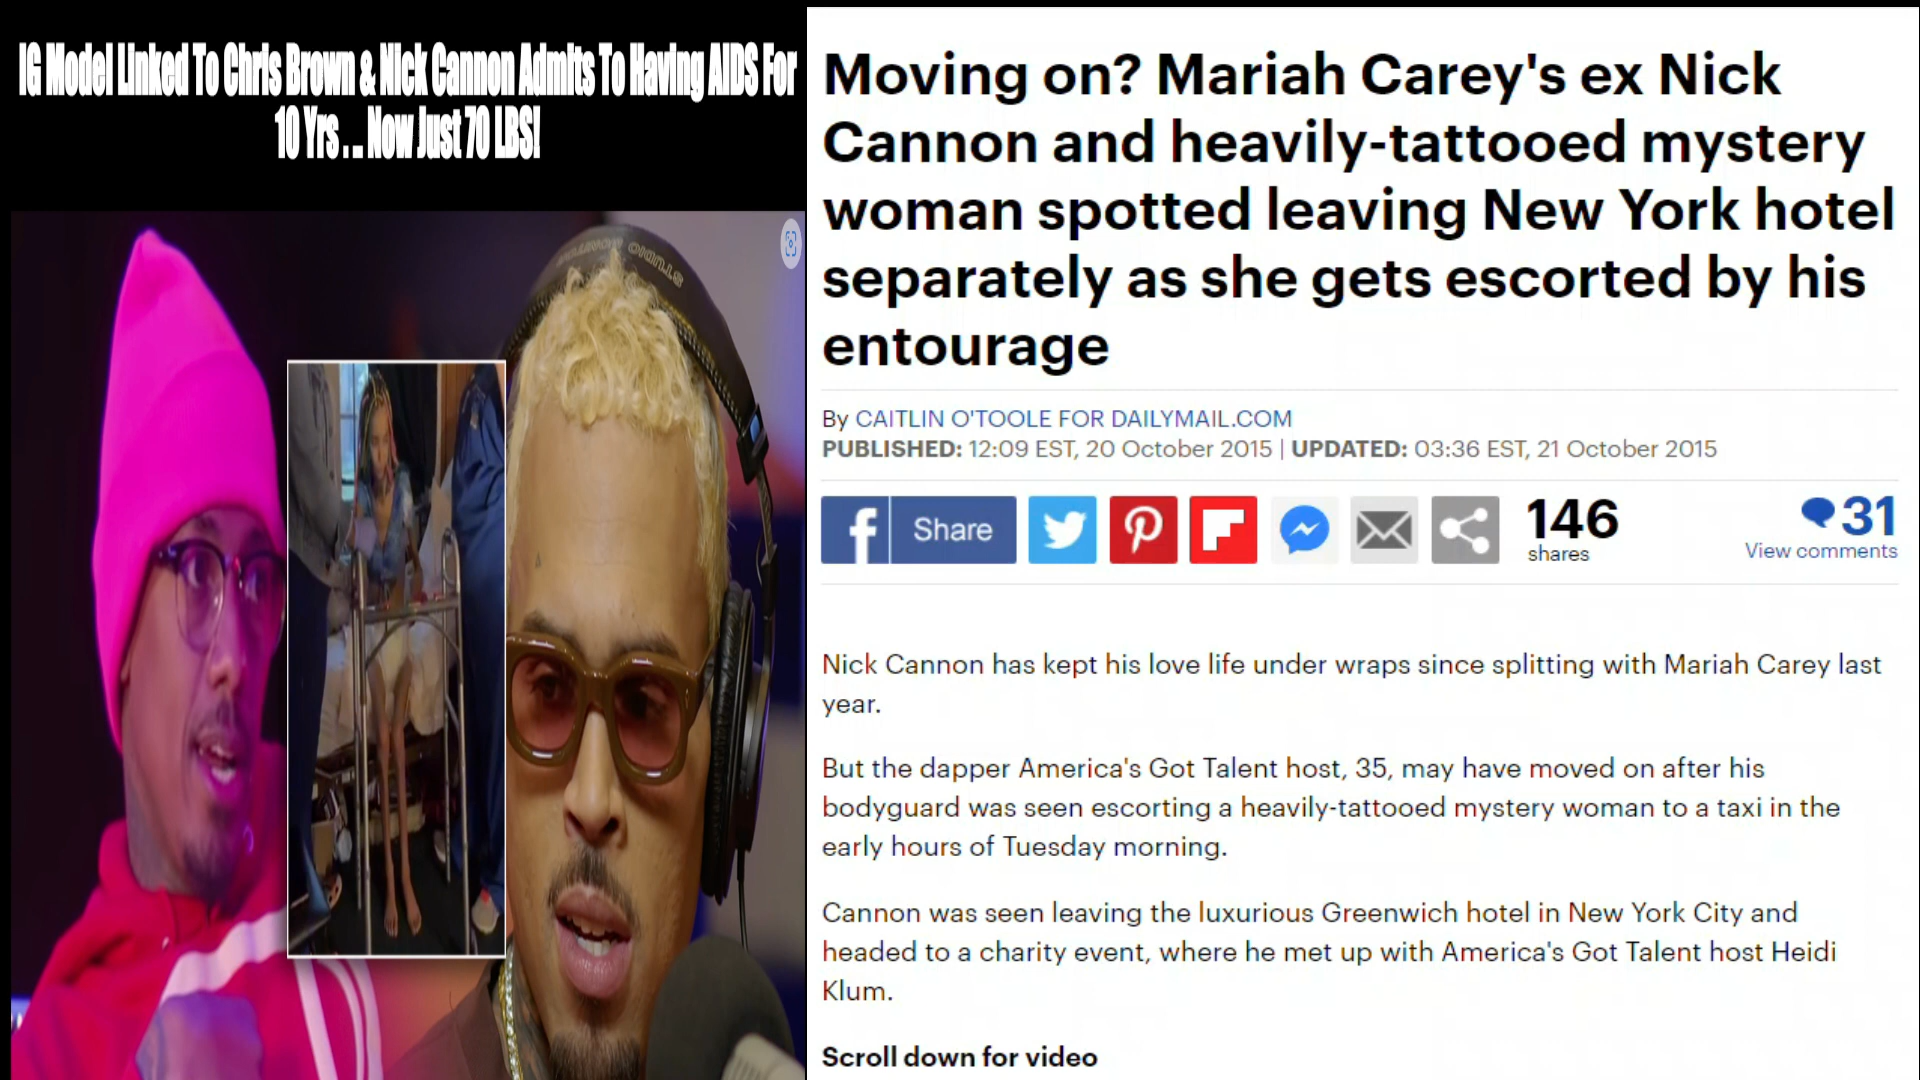 IG Model Linked To Chris Brown & Nick Cannon Admits To Having AIDS For
10 Yrs . . . Now Just 70 LBS!
STUDIO MONITOR
Moving on? Mariah Carey's ex Nick
Cannon and heavily-tattooed mystery
woman spotted leaving New York hotel
separately as she gets escorted by his
entourage
By CAITLIN O'TOOLE FOR DAILYMAIL.COM
PUBLISHED: 12:09 EST, 20 October 2015 | UPDATED: 03:36 EST, 21 October 2015
Share
146
shares
31
View comments
Nick Cannon has kept his love life under wraps since splitting with Mariah Carey last
year.
But the dapper America's Got Talent host, 35, may have moved on after his
bodyguard was seen escorting a heavily-tattooed mystery woman to a taxi in the
early hours of Tuesday morning.
Cannon was seen leaving the luxurious Greenwich hotel in New York City and
headed to a charity event, where he met up with America's Got Talent host Heidi
Klum.
Scroll down for video